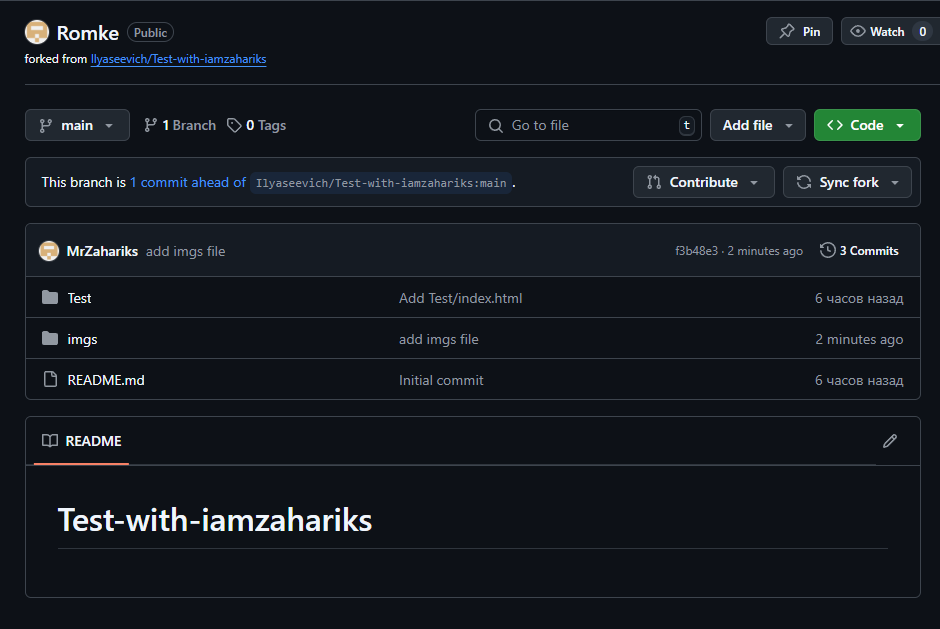 Romke Public Pin Watch 0
forked from Ilyaseevich/Test-with-iamzahariks
main 1 Branch 0 Tags Go to file t Add file Code
This branch is 1 commit ahead of Ilyaseevich/Test-with-iamzahariks:main . Contribute Sync fork
MrZahariks add imgs file f3b48e3 · 2 minutes ago 3 Commits
Test Add Test/index.html 6 часов назад
imgs add imgs file 2 minutes ago
README.md Initial commit 6 часов назад
README
Test-with-iamzahariks